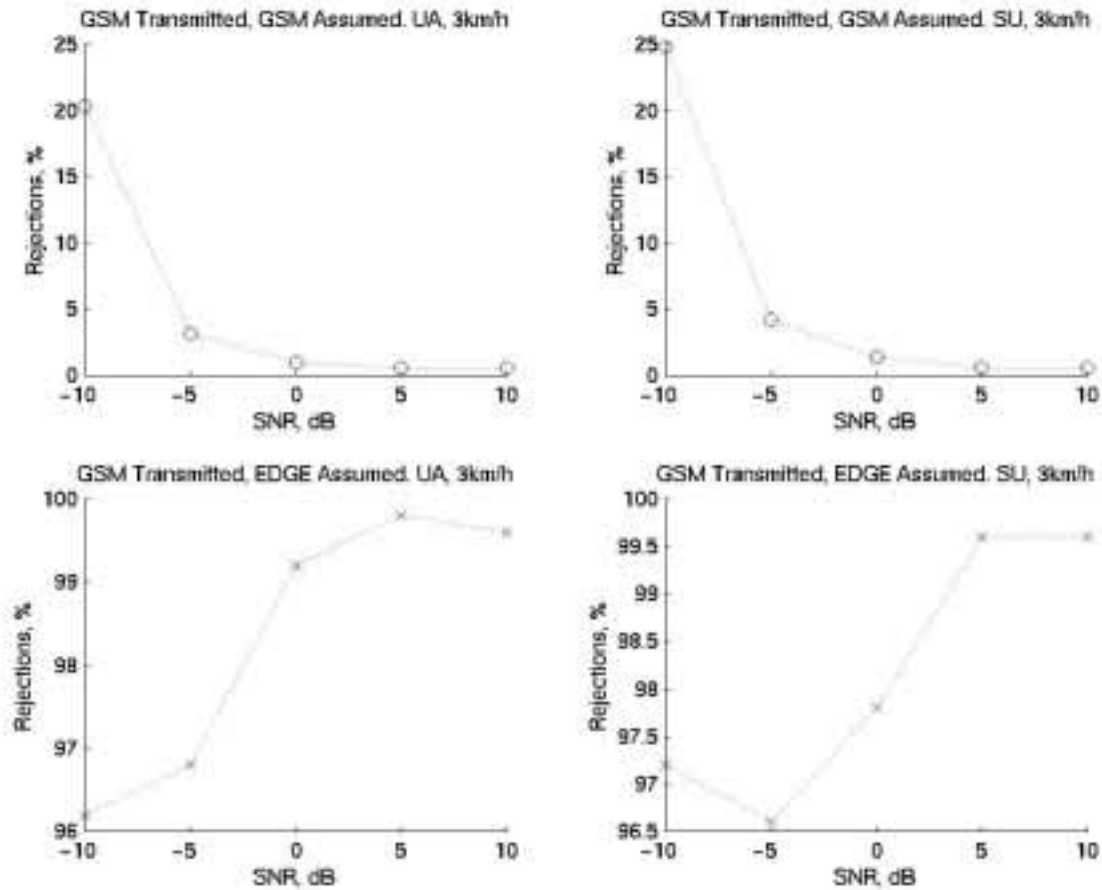 GSM Transmitted, GSM Assumed. UA, 3km/h
25
20
15
10
5
0
Rejections, %
-10 -5 0 5 10
SNR, dB
GSM Transmitted, GSM Assumed. SU, 3km/h
25
20
15
10
5
0
Rejections, %
-10 -5 0 5 10
SNR, dB
GSM Transmitted, EDGE Assumed. UA, 3km/h
100
99
98
97
96
Rejections, %
-10 -5 0 5 10
SNR, dB
GSM Transmitted, EDGE Assumed. SU, 3km/h
100
99.5
99
98.5
98
97.5
97
96.5
Rejections, %
-10 -5 0 5 10
SNR, dB